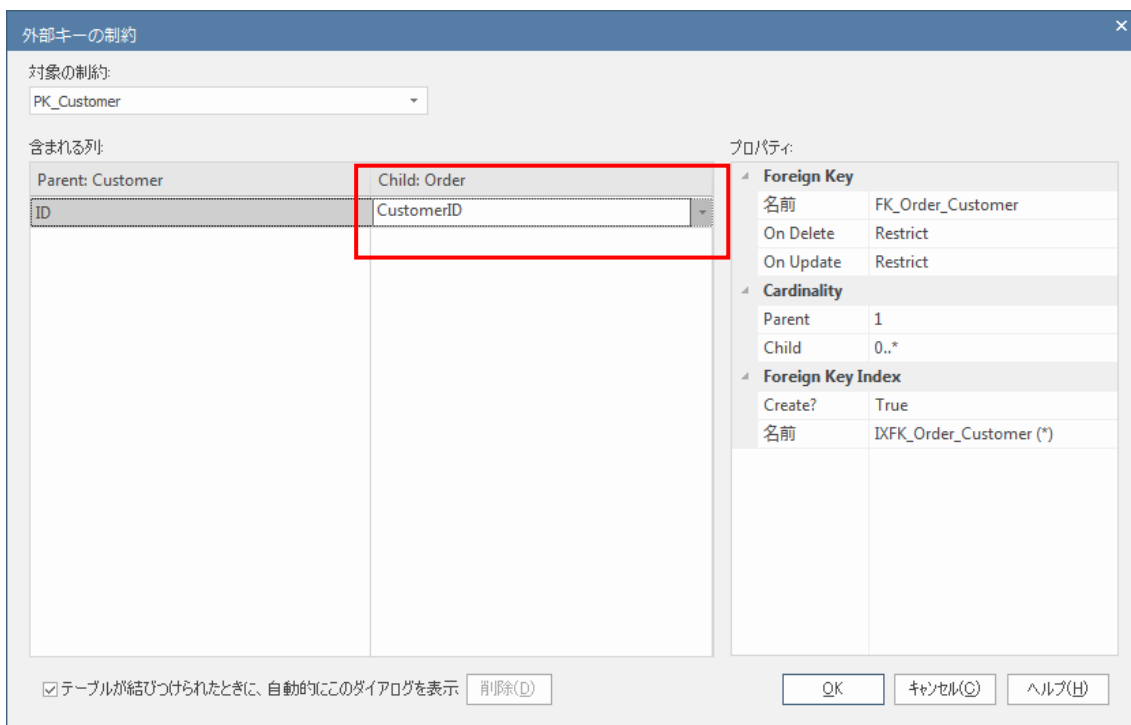 外部キーの制約
対象の制約:
PK_Customer
含まれる列:
Parent: Customer
Child: Order
ID
CustomerID
プロパティ:
Foreign Key
名前 FK_Order_Customer
On Delete Restrict
On Update Restrict
Cardinality
Parent 1
Child 0..*
Foreign Key Index
Create? True
名前 IXFK_Order_Customer (*)
テーブルが結びつけられたときに、自動的にこのダイアログを表示
削除(D)
OK
キャンセル(C)
ヘルプ(H)